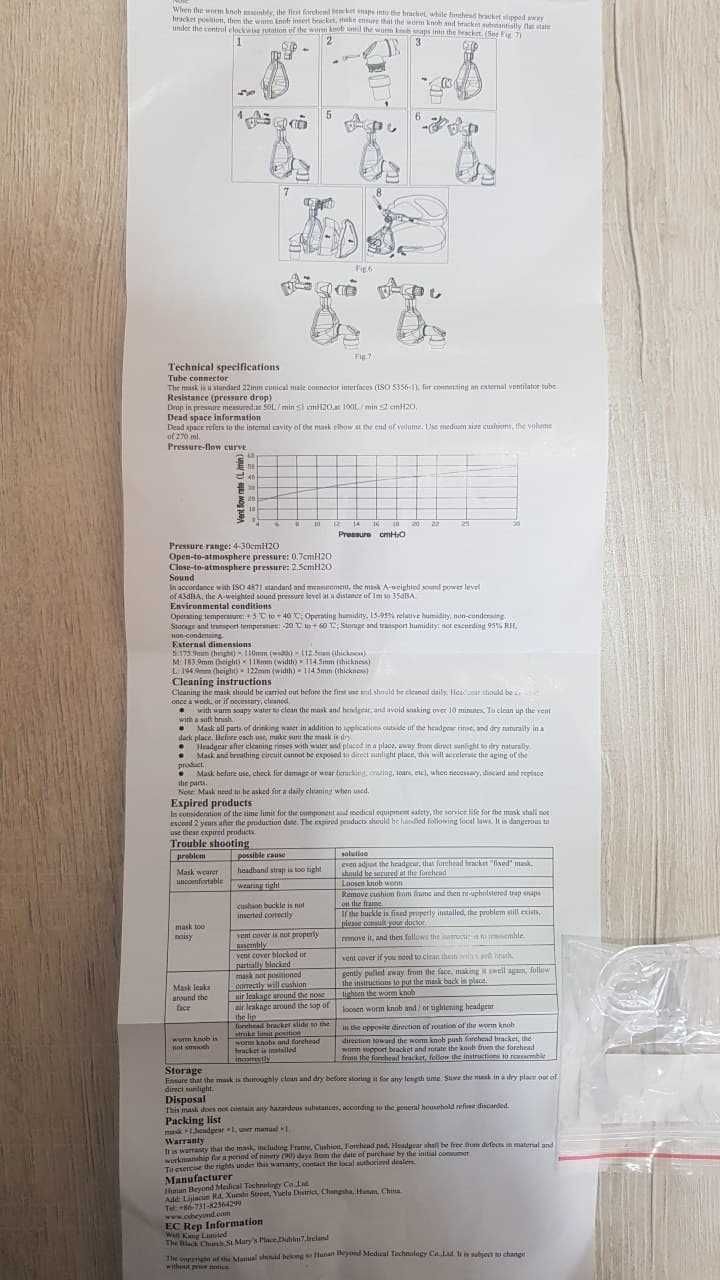 Note:
When the worm knob assembly, the first forehead bracket snaps into the bracket, while forehead bracket slipped away
bracket position, then the worm knob insert bracket, make ensure that the worm knob and bracket substantially flat state
under the control clockwise rotation of the worm knob until the worm knob snaps into the bracket. (See Fig. 7)
1
2
3
4
5
6
7
8
Fig.6
Fig.7
Technical specifications
Tube connector
The mask is a standard 22mm conical male connector interfaces (ISO 5356-1), for connecting an external ventilator tube.
Resistance (pressure drop)
Drop in pressure measured:at 50L / min ≤1 cmH2O,at 100L / min ≤2 cmH2O.
Dead space information
Dead space refers to the internal cavity of the mask elbow at the end of volume. Use medium size cushions, the volume
of 270 ml.
Pressure-flow curve
Vent flow rate (L/min)
60
50
40
30
20
10
0
4 6 8 10 12 14 16 18 20 22 25 30
Pressure cmH₂O
Pressure range: 4-30cmH2O
Open-to-atmosphere pressure: 0.7cmH2O
Close-to-atmosphere pressure: 2.5cmH2O
Sound
In accordance with ISO 4871 standard and measurement, the mask A-weighted sound power level
of 43dBA, the A-weighted sound pressure level at a distance of 1m to 35dBA.
Environmental conditions
Operating temperature: + 5 ℃ to + 40 ℃; Operating humidity, 15-95% relative humidity, non-condensing.
Storage and transport temperature: -20 ℃ to + 60 ℃; Storage and transport humidity: not exceeding 95% RH,
non-condensing.
External dimensions
S:175.9mm (height) × 110mm (width) × 112.5mm (thickness)
M: 183.9mm (height) × 118mm (width) × 114.5mm (thickness)
L: 194.9mm (height) × 122mm (width) × 114.5mm (thickness)
Cleaning instructions
Cleaning the mask should be carried out before the first use and should be cleaned daily. Headgear should be
once a week, or if necessary, cleaned.
● with warm soapy water to clean the mask and headgear, and avoid soaking over 10 minutes, To clean up the vent
with a soft brush.
● Mask all parts of drinking water in addition to applications outside of the headgear rinse, and dry naturally in a
dark place. Before each use, make sure the mask is dry.
● Headgear after cleaning rinses with water and placed in a place, away from direct sunlight to dry naturally.
● Mask and breathing circuit cannot be exposed to direct sunlight place, this will accelerate the aging of the
product.
● Mask before use, check for damage or wear (cracking, crazing, tears, etc), when necessary, discard and replace
the parts.
Note: Mask need to be asked for a daily cleaning when used.
Expired products
In consideration of the time limit for the component and medical equipment safety, the service life for the mask shall not
exceed 2 years after the production date. The expired products should be handled following local laws. It is dangerous to
use these expired products.
Trouble shooting
problem possible cause solution
Mask wearer uncomfortable headband strap is too tight even adjust the headgear, that forehead bracket "fixed" mask,
should be secured at the forehead
wearing tight Loosen knob worm
mask too noisy cushion buckle is not inserted correctly Remove cushion from frame and then re-upholstered trap snaps
on the frame.
If the buckle is fixed properly installed, the problem still exists,
please consult your doctor.
vent cover is not properly assembly remove it, and then follows the to reassemble.
vent cover blocked or partially blocked vent cover if you need to clean them with a soft brush.
Mask leaks around the face mask not positioned correctly will cushion gently pulled away from the face, making it swell again, follow
the instructions to put the mask back in place.
air leakage around the nose tighten the worm knob
air leakage around the top of the lip loosen worm knob and / or tightening headgear
worm knob is not smooth forehead bracket slide to the stroke limit position in the opposite direction of rotation of the worm knob
worm knobs and forehead bracket is installed incorrectly direction toward the worm knob push forehead bracket, the
worm support bracket and rotate the knob from the forehead
from the forehead bracket, follow the instructions to reassemble
Storage
Ensure that the mask is thoroughly clean and dry before storing it for any length time. Store the mask in a dry place out of
direct sunlight.
Disposal
This mask does not contain any hazardous substances, according to the general household refuse discarded.
Packing list
mask ×1,headgear ×1, user manual ×1.
Warranty
It is warranty that the mask, including Frame, Cushion, Forehead pad, Headgear shall be free from defects in material and
workmanship for a period of ninety (90) days from the date of purchase by the initial consumer.
To exercise the rights under this warranty, contact the local authorized dealers.
Manufacturer
Hunan Beyond Medical Technology Co.,Ltd.
Add: Lijiacun Rd, Xueshi Street, Yuelu District, Changsha, Hunan, China.
Tel: +86-731-82564299
www.csbeyond.com
EC Rep Information
Well Kang Limited
The Black Church,St Mary's Place,Dublin7,Ireland
The copyright of the Manual should belong to Hunan Beyond Medical Technology Co.,Ltd. It is subject to change
without prior notice.